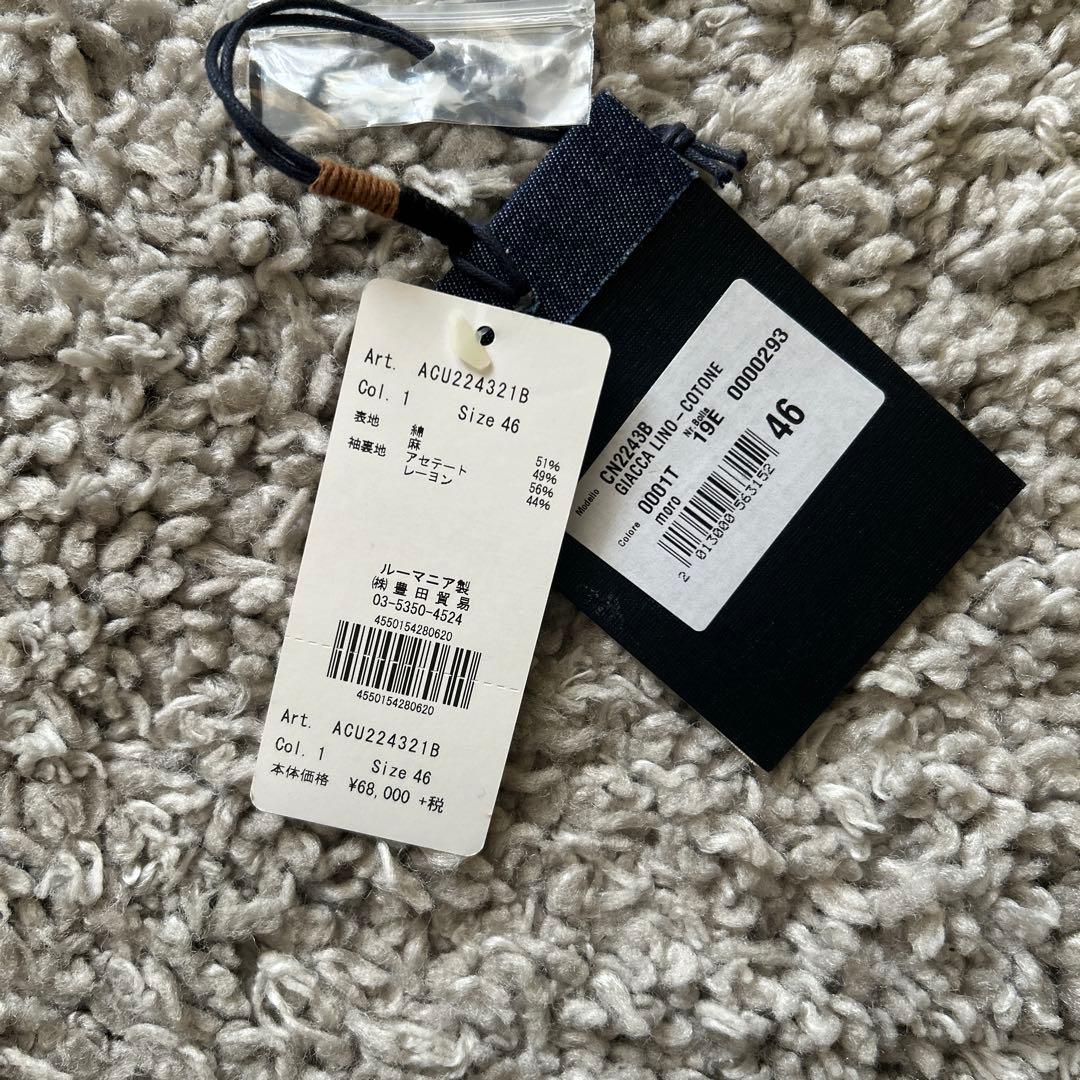 Art. ACU224321B
Col. 1 Size 46
表地 綿 51%
麻 49%
袖裏地 アセテート 56%
レーヨン 44%
ルーマニア製
㈱豊田貿易
03-5350-4524
4550154280620
4550154280620
Art. ACU224321B
Col. 1 Size 46
本体価格 ¥68,000 +税
Modello CN2243B
GIACCA LINO-COTONE
Nr Bolla
Colore 0001T 19E 0000293
moro 46
2 013000 563152